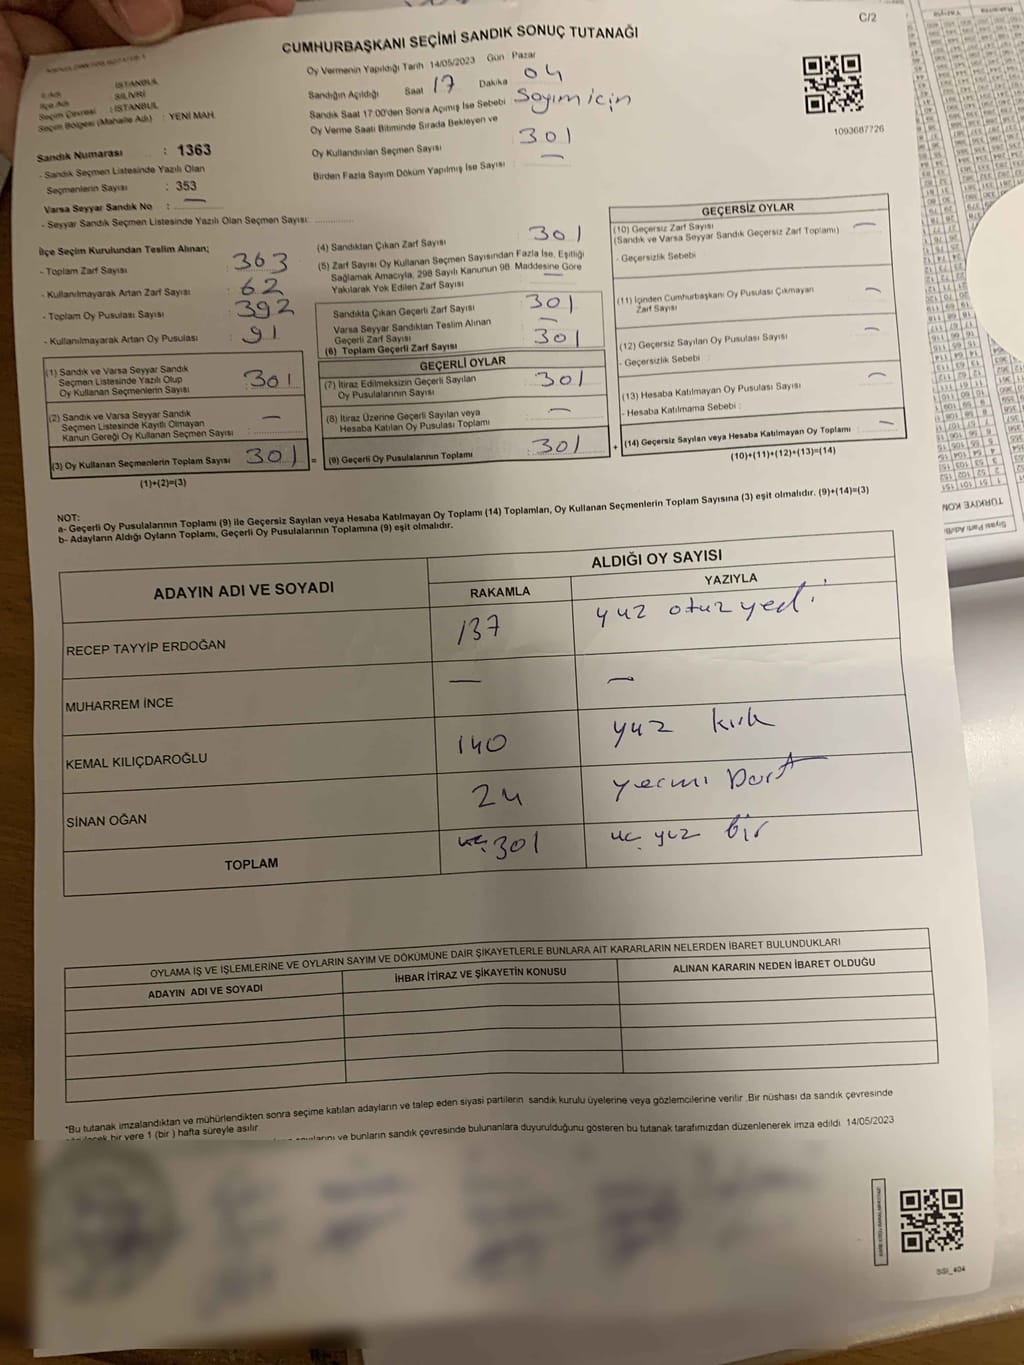 C/2
CUMHURBAŞKANI SEÇİMİ SANDIK SONUÇ TUTANAĞI
İli Adı İSTANBUL
İlçe Adı SİLİVRİ
Seçim Çevresi : İSTANBUL
Seçim Bölgesi (Mahalle Adı) : YENİ MAH.
Sandık Numarası : 1363
- Sandık Seçmen Listesinde Yazılı Olan
Seçmenlerin Sayısı : 353
Varsa Seyyar Sandık No : —
- Seyyar Sandık Seçmen Listesinde Yazılı Olan Seçmen Sayısı:
Oy Vermenin Yapıldığı Tarih 14/05/2023 Gün Pazar
Sandığın Açıldığı Saat 17 Dakika 04
Sandık Saat 17:00'den Sonra Açımış İse Sebebi Sayım için
Oy Verme Saati Bitiminde Sırada Bekleyen ve
Oy Kullandırılan Seçmen Sayısı 301
Birden Fazla Sayım Döküm Yapılmış İse Sayısı —
1093687726
İlçe Seçim Kurulundan Teslim Alınan;
- Toplam Zarf Sayısı : 363
- Kullanılmayarak Artan Zarf Sayısı : 62
- Toplam Oy Pusulası Sayısı : 392
- Kullanılmayarak Artan Oy Pusulası : 91
(1) Sandık ve Varsa Seyyar Sandık
Seçmen Listesinde Yazılı Olup
Oy Kullanan Seçmenlerin Sayısı : 301
(2) Sandık ve Varsa Seyyar Sandık
Seçmen Listesinde Kayıtlı Olmayan
Kanun Gereği Oy Kullanan Seçmen Sayısı —
(3) Oy Kullanan Seçmenlerin Toplam Sayısı 301 =
(1)+(2)=(3)
(4) Sandıktan Çıkan Zarf Sayısı 301
(5) Zarf Sayısı Oy Kullanan Seçmen Sayısından Fazla İse, Eşitliği
Sağlamak Amacıyla, 298 Sayılı Kanunun 98. Maddesine Göre
Yakılarak Yok Edilen Zarf Sayısı —
Sandıkta Çıkan Geçerli Zarf Sayısı 301
Varsa Seyyar Sandıktan Teslim Alınan
Geçerli Zarf Sayısı —
(6) Toplam Geçerli Zarf Sayısı 301
GEÇERLİ OYLAR
(7) İtiraz Edilmeksizin Geçerli Sayılan
Oy Pusulalarının Sayısı 301
(8) İtiraz Üzerine Geçerli Sayılan veya
Hesaba Katılan Oy Pusulası Toplamı —
(9) Geçerli Oy Pusulalarının Toplamı 301 +
GEÇERSİZ OYLAR
(10) Geçersiz Zarf Sayısı —
(Sandık ve Varsa Seyyar Sandık Geçersiz Zarf Toplamı)
- Geçersizlik Sebebi
(11) İçinden Cumhurbaşkanı Oy Pusulası Çıkmayan —
Zarf Sayısı
(12) Geçersiz Sayılan Oy Pusulası Sayısı —
- Geçersizlik Sebebi :
(13) Hesaba Katılmayan Oy Pusulası Sayısı —
- Hesaba Katılmama Sebebi :
(14) Geçersiz Sayılan veya Hesaba Katılmayan Oy Toplamı —
(10)+(11)+(12)+(13)=(14)
NOT:
a- Geçerli Oy Pusulalarının Toplamı (9) ile Geçersiz Sayılan veya Hesaba Katılmayan Oy Toplamı (14) Toplamları, Oy Kullanan Seçmenlerin Toplam Sayısına (3) eşit olmalıdır. (9)+(14)=(3)
b- Adayların Aldığı Oyların Toplamı, Geçerli Oy Pusulalarının Toplamına (9) eşit olmalıdır.
ADAYIN ADI VE SOYADI ALDIĞI OY SAYISI
RAKAMLA YAZIYLA
RECEP TAYYİP ERDOĞAN 137 yüz otuz yedi
MUHARREM İNCE — —
KEMAL KILIÇDAROĞLU 140 yuz kırk
SİNAN OĞAN 24 yermi Dört
TOPLAM 301 uç yuz bir
OYLAMA İŞ VE İŞLEMLERİNE VE OYLARIN SAYIM VE DÖKÜMÜNE DAİR ŞİKAYETLERLE BUNLARA AİT KARARLARIN NELERDEN İBARET BULUNDUKLARI
ADAYIN ADI VE SOYADI İHBAR İTİRAZ VE ŞİKAYETİN KONUSU ALINAN KARARIN NEDEN İBARET OLDUĞU
*Bu tutanak imzalandıktan ve mühürlendikten sonra seçime katılan adayların ve talep eden siyasi partilerin sandık kurulu üyelerine veya gözlemcilerine verilir .Bir nüshası da sandık çevresinde
bir yere 1 (bir ) hafta süreyle asılır.
ve bunların sandık çevresinde bulunanlara duyurulduğunu gösteren bu tutanak tarafımızdan düzenlenerek imza edildi. 14/05/2023
SSI_404
TÜRKİYE KON
Siyasi Parti Adı/B